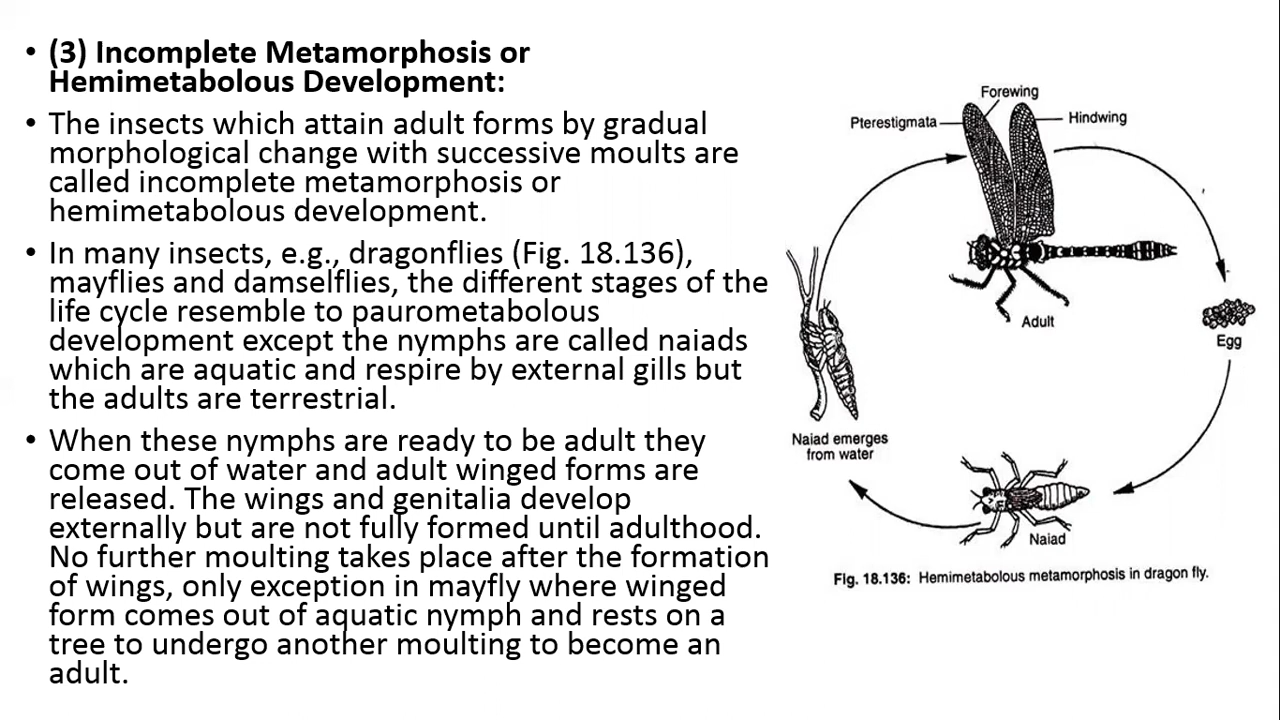 • (3) Incomplete Metamorphosis or
Hemimetabolous Development:
• The insects which attain adult forms by gradual
morphological change with successive moults are
called incomplete metamorphosis or
hemimetabolous development.
• In many insects, e.g., dragonflies (Fig. 18.136),
mayflies and damselflies, the different stages of the
life cycle resemble to paurometabolous
development except the nymphs are called naiads
which are aquatic and respire by external gills but
the adults are terrestrial.
• When these nymphs are ready to be adult they
come out of water and adult winged forms are
released. The wings and genitalia develop
externally but are not fully formed until adulthood.
No further moulting takes place after the formation
of wings, only exception in mayfly where winged
form comes out of aquatic nymph and rests on a
tree to undergo another moulting to become an
adult.
Forewing
Pterestigmata
Hindwing
Adult
Egg
Naiad emerges
from water
Naiad
Fig. 18.136: Hemimetabolous metamorphosis in dragon fly.